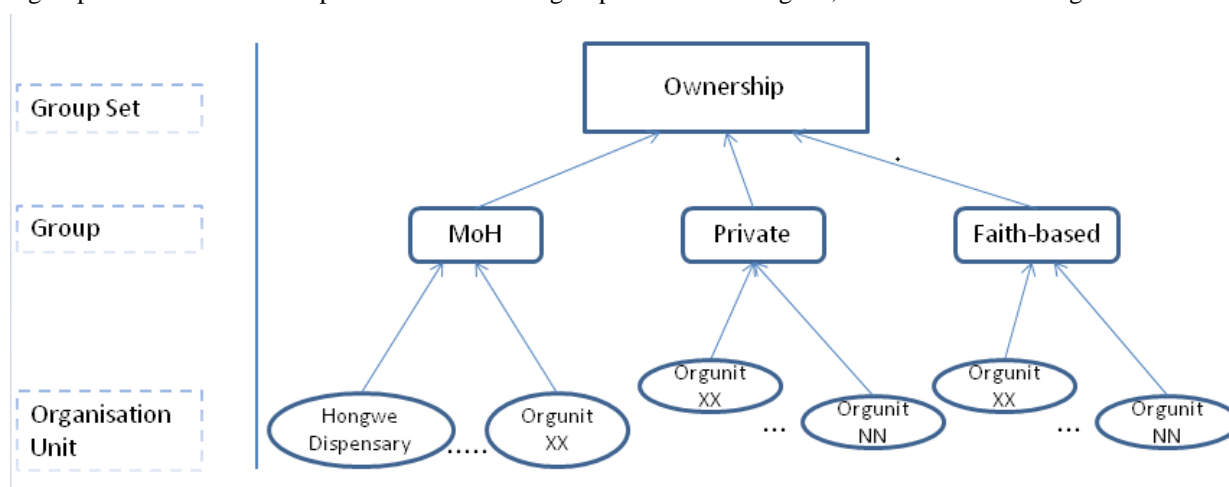 Ownership
Group Set
Group
MoH
Private
Faith-based
Organisation
Unit
Hongwe
Dispensary
.....
Orgunit
XX
Orgunit
XX
...
Orgunit
NN
Orgunit
XX
...
Orgunit
NN